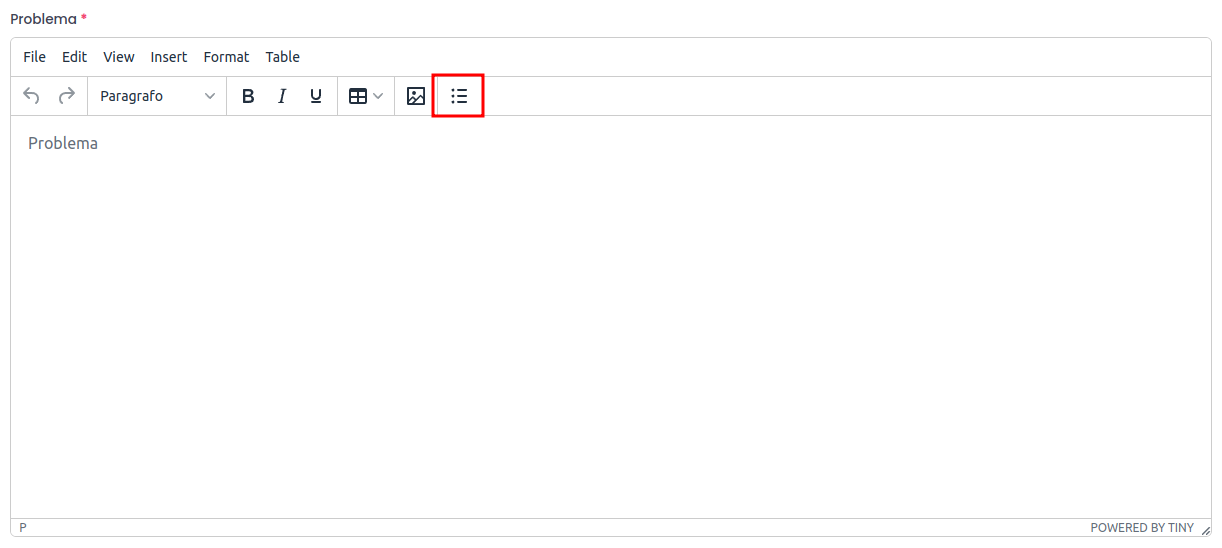 Problema *
File Edit View Insert Format Table
Paragrafo B I U
Problema
P POWERED BY TINY